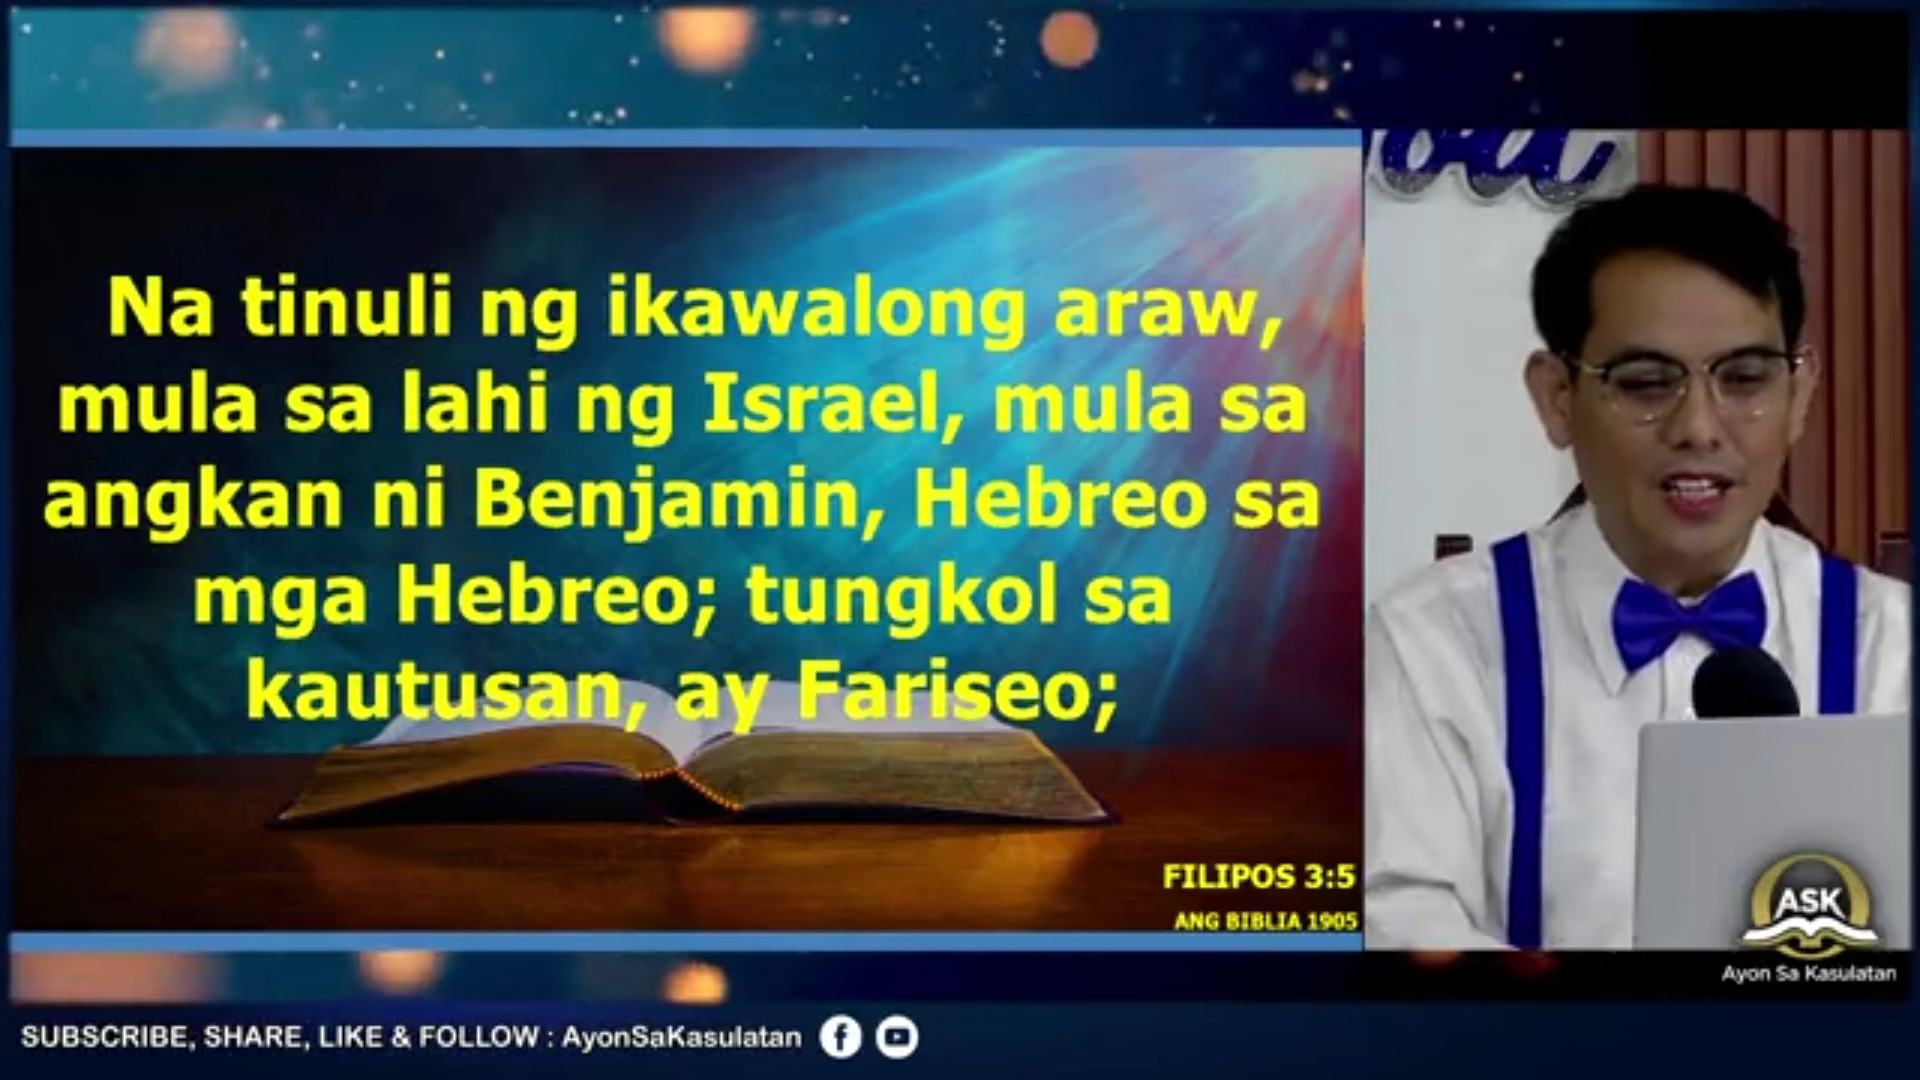 Na tinuli ng ikawalong araw,
mula sa lahi ng Israel, mula sa
angkan ni Benjamin, Hebreo sa
mga Hebreo; tungkol sa
kautusan, ay Fariseo;
FILIPOS 3:5
ANG BIBLIA 1905
ASK
Ayon Sa Kasulatan
SUBSCRIBE, SHARE, LIKE & FOLLOW : AyonSaKasulatan